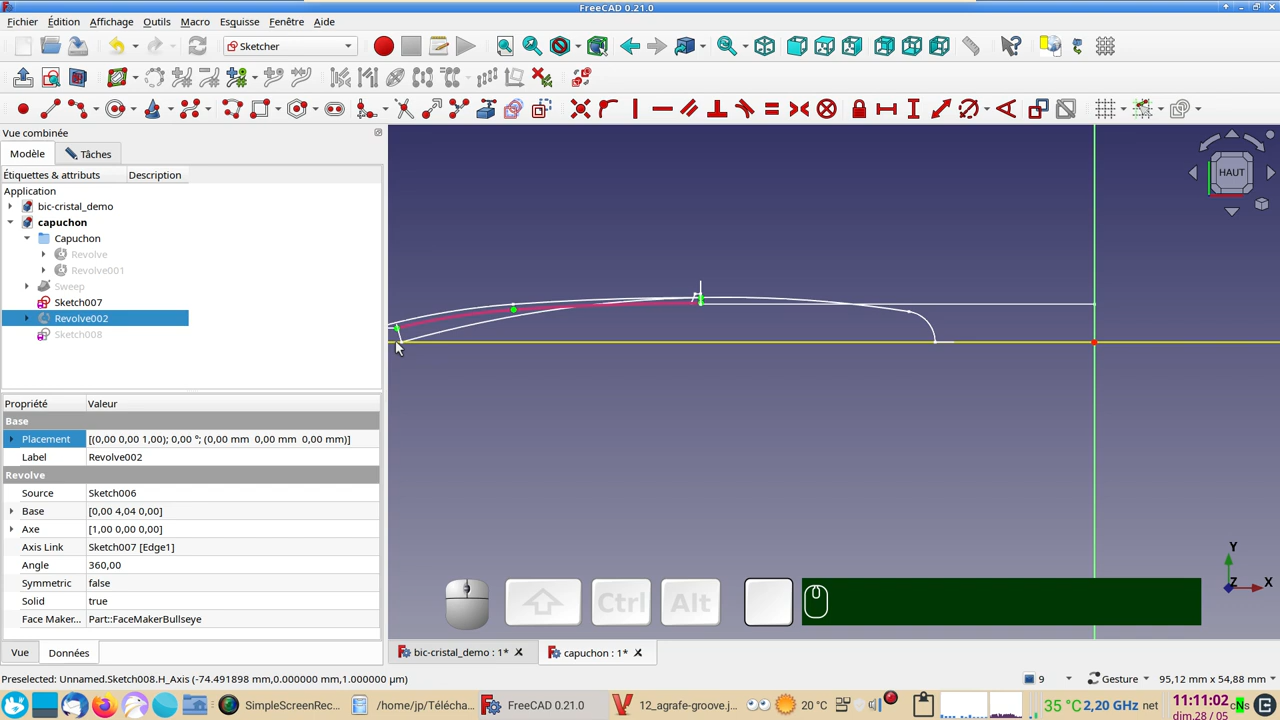 FreeCAD 0.21.0
Fichier Édition Affichage Outils Macro Esquisse Fenêtre Aide
Sketcher
Vue combinée
Modèle Tâches
Étiquettes & attributs Description
Application
bic-cristal_demo
capuchon
Capuchon
Revolve
Revolve001
Sweep
Sketch007
Revolve002
Sketch008
HAUT
Propriété Valeur
Base
Placement [(0,00 0,00 1,00); 0,00 °; (0,00 mm 0,00 mm 0,00 mm)]
Label Revolve002
Revolve
Source Sketch006
Base [0,00 4,04 0,00]
Axe [1,00 0,00 0,00]
Axis Link Sketch007 [Edge1]
Angle 360,00
Symmetric false
Solid true
Face Maker... Part::FaceMakerBullseye
Ctrl Alt
Y
Z X
Vue Données
bic-cristal_demo : 1* capuchon : 1*
Preselected: Unnamed.Sketch008.H_Axis (-74.491898 mm,0.000000 mm,1.000000 µm)
9 Gesture 95,12 mm x 54,88 mm
SimpleScreenRec... /home/jp/Télécha... FreeCAD 0.21.0 12_agrafe-groove.j... 20 °C 35 °C 2,20 GHz net 11:11:02
dim.28 / 05